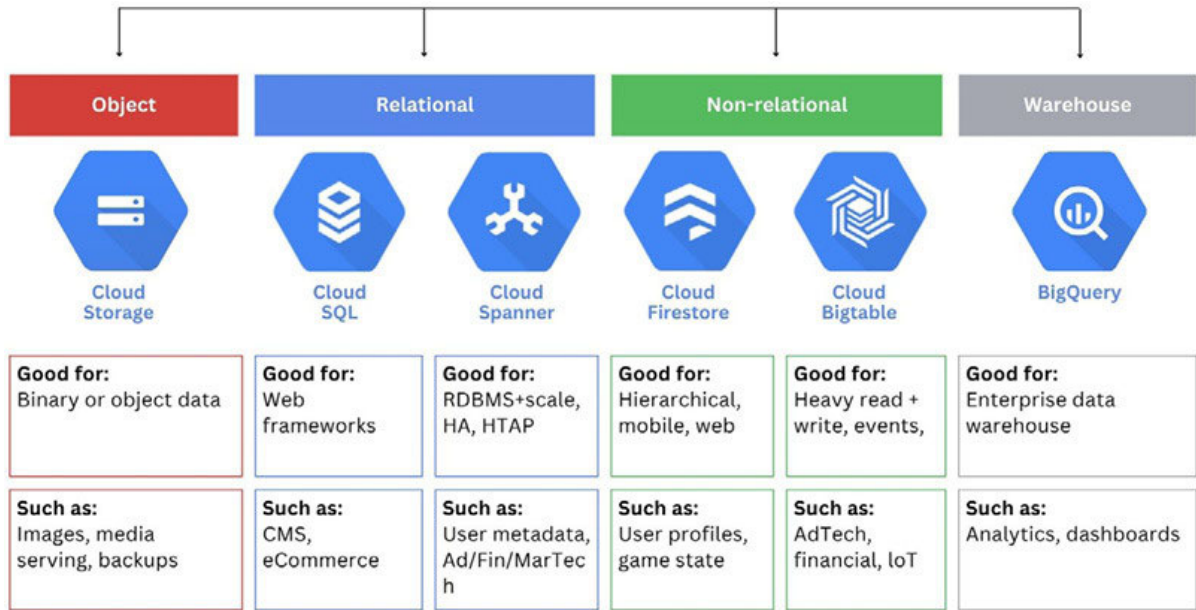 Object
Relational
Non-relational
Warehouse
Cloud
Storage
Cloud
SQL
Cloud
Spanner
Cloud
Firestore
Cloud
Bigtable
BigQuery
Good for:
Binary or object data
Good for:
Web
frameworks
Good for:
RDBMS+scale,
HA, HTAP
Good for:
Hierarchical,
mobile, web
Good for:
Heavy read +
write, events,
Good for:
Enterprise data
warehouse
Such as:
Images, media
serving, backups
Such as:
CMS,
eCommerce
Such as:
User metadata,
Ad/Fin/MarTec
h
Such as:
User profiles,
game state
Such as:
AdTech,
financial, loT
Such as:
Analytics, dashboards